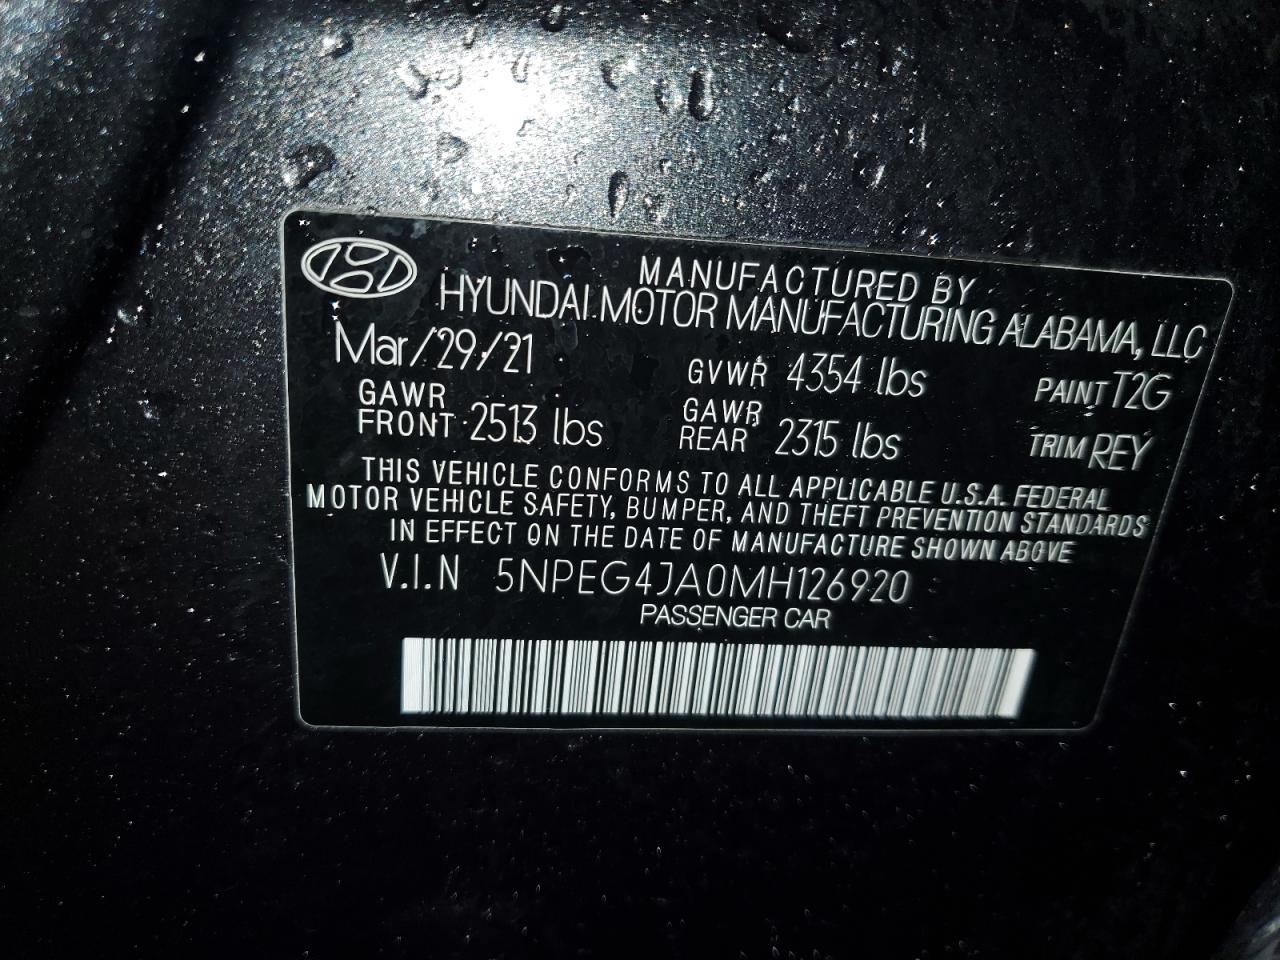 MANUFACTURED BY
HYUNDAI MOTOR MANUFACTURING ALABAMA, LLC
Mar/29/21 GVWR 4354 lbs PAINT T2G
GAWR FRONT 2513 lbs GAWR REAR 2315 lbs TRIM REY
THIS VEHICLE CONFORMS TO ALL APPLICABLE U.S.A. FEDERAL
MOTOR VEHICLE SAFETY, BUMPER, AND THEFT PREVENTION STANDARDS
IN EFFECT ON THE DATE OF MANUFACTURE SHOWN ABOVE
V.I.N 5NPEG4JA0MH126920
PASSENGER CAR